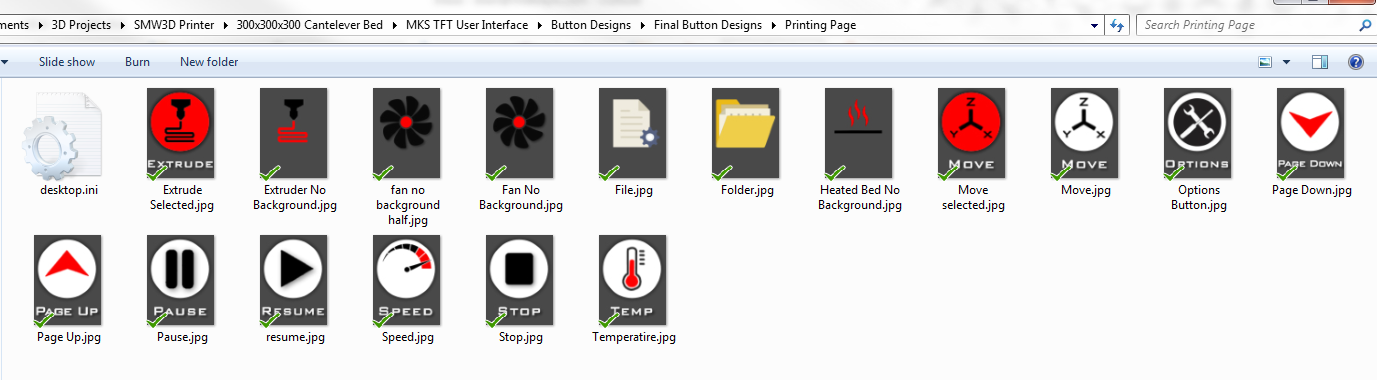 ments ▸ 3D Projects ▸ SMW3D Printer ▸ 300x300x300 Cantelever Bed ▸ MKS TFT User Interface ▸ Button Designs ▸ Final Button Designs ▸ Printing Page
Search Printing Page
Slide show Burn New folder
EXTRUDE
MOVE
Z
Y X
MOVE
Z
Y X
OPTIONS
PAGE DOWN
desktop.ini
Extrude
Selected.jpg
Extruder No
Background.jpg
fan no
background
half.jpg
Fan No
Background.jpg
File.jpg
Folder.jpg
Heated Bed No
Background.jpg
Move
selected.jpg
Move.jpg
Options
Button.jpg
Page Down.jpg
PAGE UP
PAUSE
RESUME
SPEED
STOP
TEMP
Page Up.jpg
Pause.jpg
resume.jpg
Speed.jpg
Stop.jpg
Temperatire.jpg